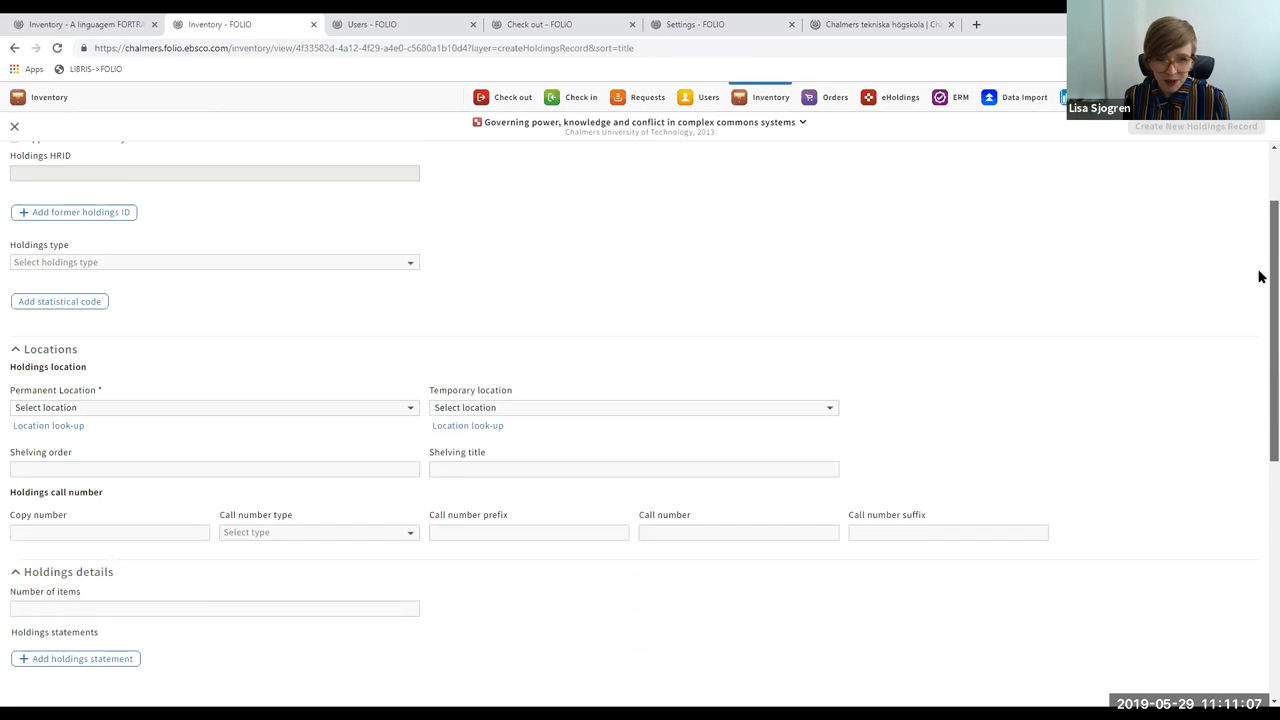 Inventory - A linguagem FORTRA
Inventory - FOLIO
Users - FOLIO
Check out - FOLIO
Settings - FOLIO
Chalmers tekniska högskola | Ch
https://chalmers.folio.ebsco.com/inventory/view/4f33582d-4a12-4f29-a4e0-c5680a1b10d4?layer=createHoldingsRecord&sort=title
Apps
LIBRIS->FOLIO
Lisa Sjogren
Inventory
Check out
Check in
Requests
Users
Inventory
Orders
eHoldings
ERM
Data Import
Governing power, knowledge and conflict in complex commons systems
Chalmers University of Technology, 2013
Create New Holdings Record
Holdings HRID
+ Add former holdings ID
Holdings type
Select holdings type
Add statistical code
Locations
Holdings location
Permanent Location *
Temporary location
Select location
Select location
Location look-up
Location look-up
Shelving order
Shelving title
Holdings call number
Copy number
Call number type
Call number prefix
Call number
Call number suffix
Select type
Holdings details
Number of items
Holdings statements
+ Add holdings statement
2019-05-29 11:11:07